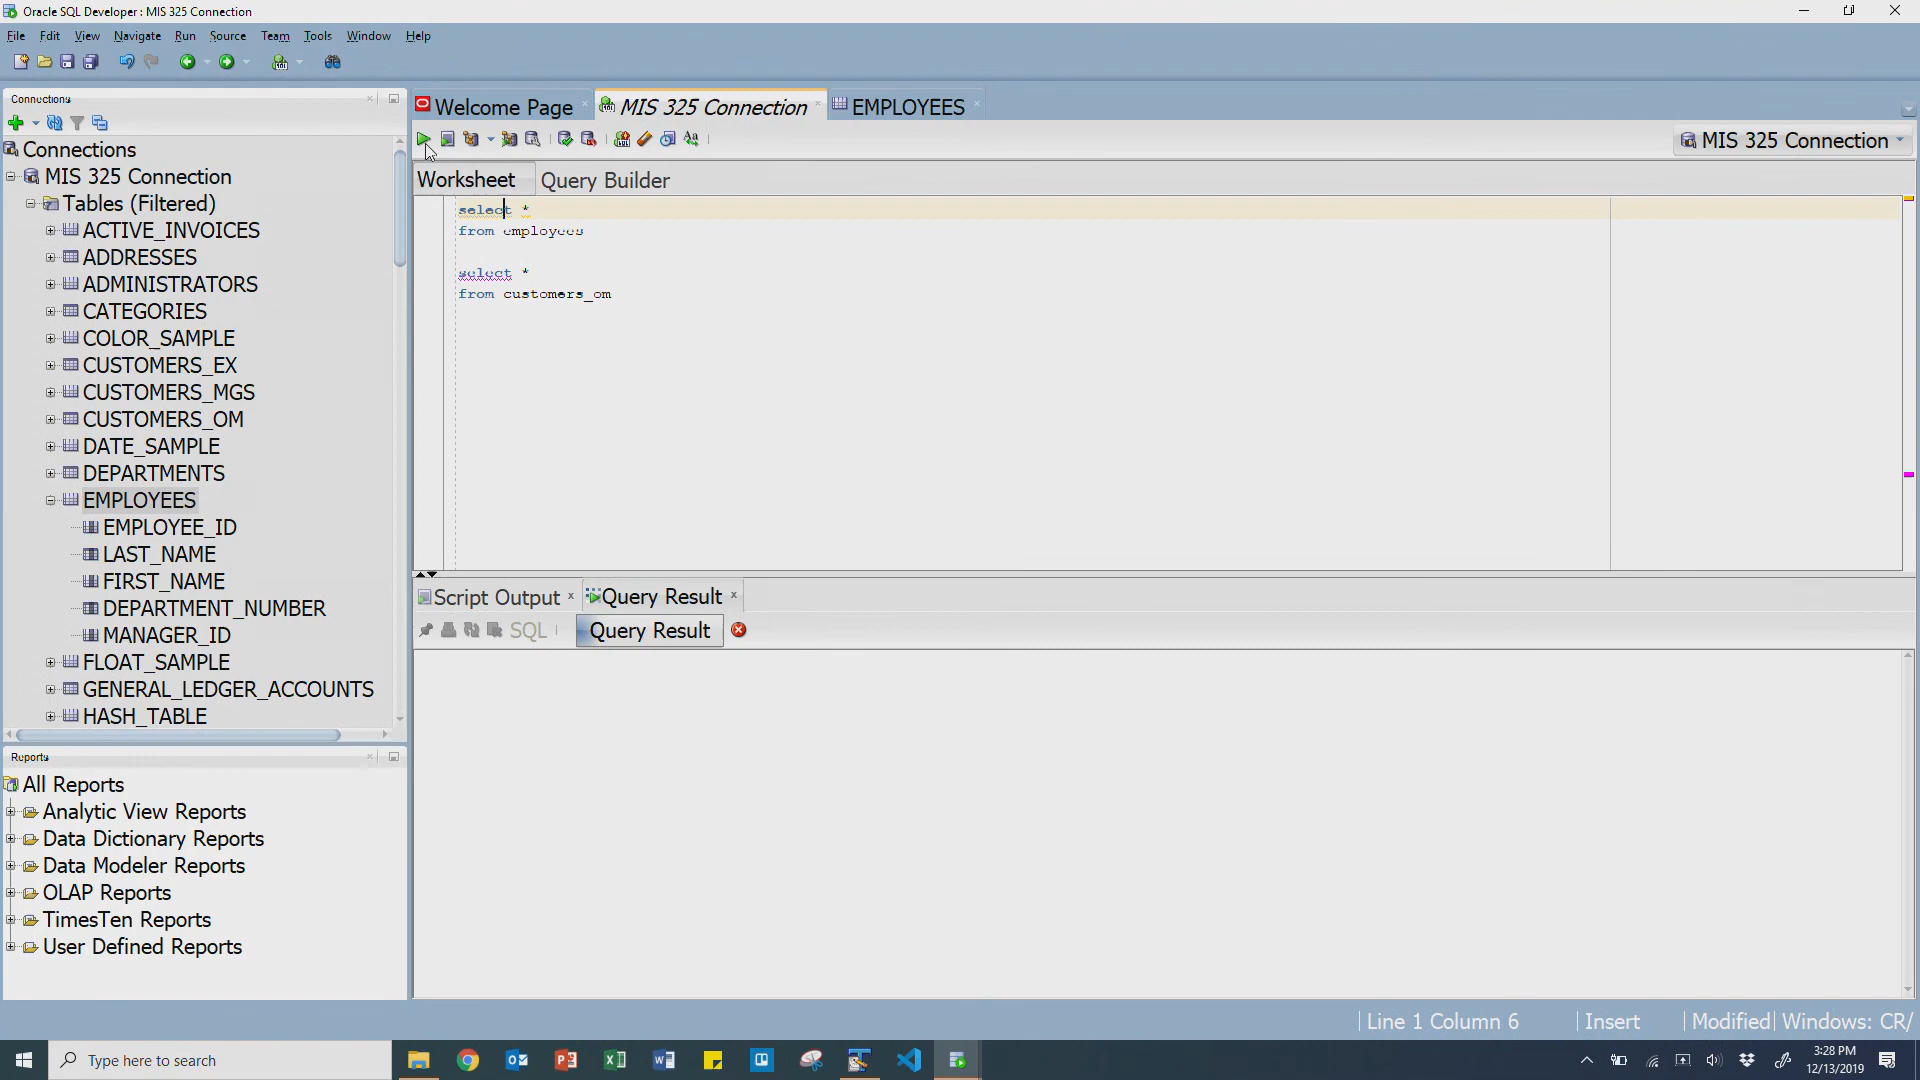 Oracle SQL Developer : MIS 325 Connection
File Edit View Navigate Run Source Team Tools Window Help
Connections
Connections
MIS 325 Connection
Tables (Filtered)
ACTIVE_INVOICES
ADDRESSES
ADMINISTRATORS
CATEGORIES
COLOR_SAMPLE
CUSTOMERS_EX
CUSTOMERS_MGS
CUSTOMERS_OM
DATE_SAMPLE
DEPARTMENTS
EMPLOYEES
EMPLOYEE_ID
LAST_NAME
FIRST_NAME
DEPARTMENT_NUMBER
MANAGER_ID
FLOAT_SAMPLE
GENERAL_LEDGER_ACCOUNTS
HASH_TABLE
Reports
All Reports
Analytic View Reports
Data Dictionary Reports
Data Modeler Reports
OLAP Reports
TimesTen Reports
User Defined Reports
Welcome Page MIS 325 Connection EMPLOYEES
MIS 325 Connection
Worksheet Query Builder
select *
from employees
select *
from customers_om
Script Output Query Result
SQL Query Result
Line 1 Column 6 Insert Modified Windows: CR/
Type here to search
3:28 PM
12/13/2019